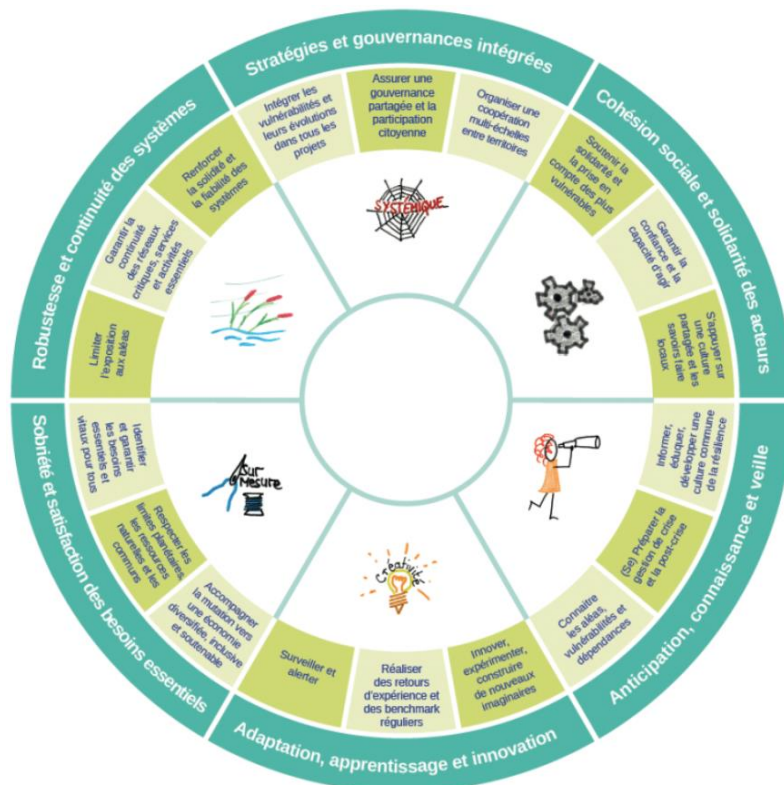 Stratégies et gouvernances intégrées
Intégrer les
vulnérabilités et
leurs évolutions
dans tous les
projets
Assurer une
gouvernance
partagée et la
participation
citoyenne
Organiser une
coopération
multi-échelles
entre territoires
SYSTÉMIQUE
Cohésion sociale et solidarité des acteurs
Soutenir la
solidarité et
la prise en
compte des plus
vulnérables
Garantir la
confiance et la
capacité d'agir
S'appuyer sur
une culture
partagée et les
savoirs faire
locaux
Anticipation, connaissance et veille
Informer,
éduquer,
développer une
culture commune
de la résilience
(Se) Préparer la
gestion de crise
et la post-crise
Connaitre
les aléas,
vulnérabilités et
dépendances
Adaptation, apprentissage et innovation
Innover,
expérimenter,
construire
de nouveaux
imaginaires
Réaliser
des retours
d'expérience et
des benchmark
réguliers
Surveiller et
alerter
Créativité
Sobriété et satisfaction des besoins essentiels
Accompagner
la mutation vers
une économie
diversifiée, inclusive
et soutenable
Respecter les
limites planétaires,
les ressources
naturelles et les
communs
Identifier
et garantir
les besoins
essentiels et
vitaux pour tous
Sur
Mesure
Robustesse et continuité des systèmes
Limiter
l'exposition
aux aléas
Garantir la
continuité
des réseaux
critiques, services
et activités
essentiels
Renforcer
la solidité et
la fiabilité des
systèmes